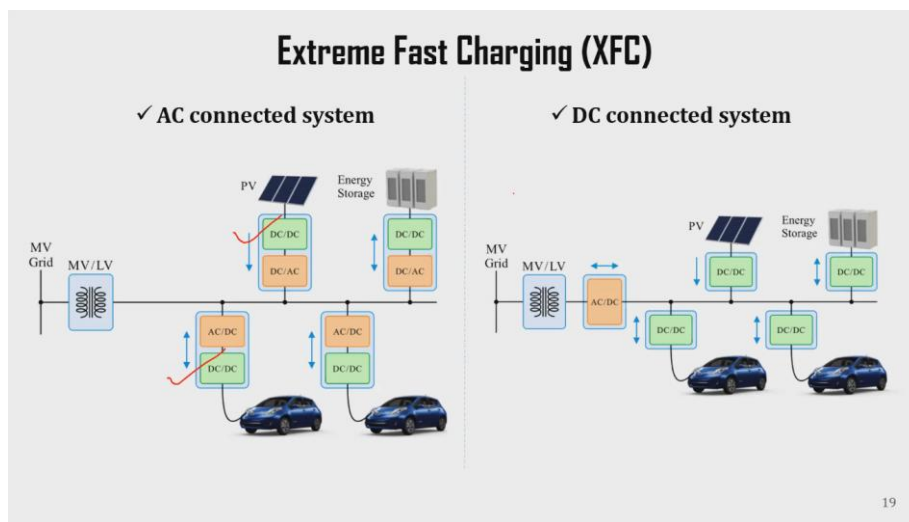 Extreme Fast Charging (XFC)
✓ AC connected system
PV
Energy
Storage
DC/DC
DC/AC
DC/DC
DC/AC
MV
Grid
MV/LV
AC/DC
DC/DC
AC/DC
DC/DC
✓ DC connected system
PV
Energy
Storage
MV
Grid
MV/LV
AC/DC
DC/DC
DC/DC
DC/DC
DC/DC
19